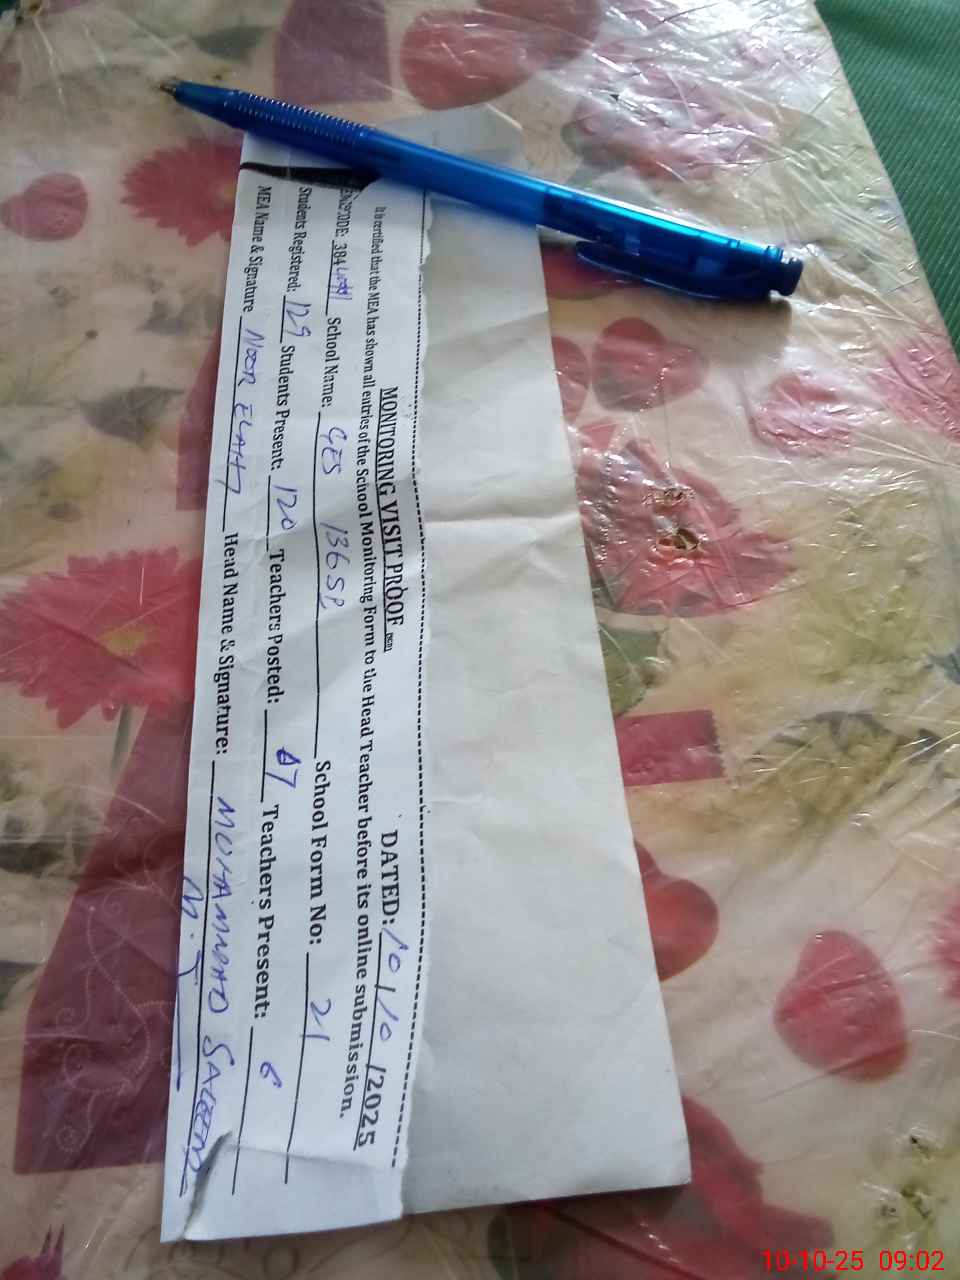 MONITORING VISIT PROOF DATED: 10/10/2025
It is certified that the MEA has shown all entries of the School Monitoring Form to the Head Teacher before its online submission.
School Name: GES 136SP School Form No: 21
Students Registered: 129 Students Present: 120 Teachers Posted: 07 Teachers Present: 6
MEA Name & Signature NOOR ELAHI Head Name & Signature: MUHAMMAD SALEEM
10-10-25 09:02